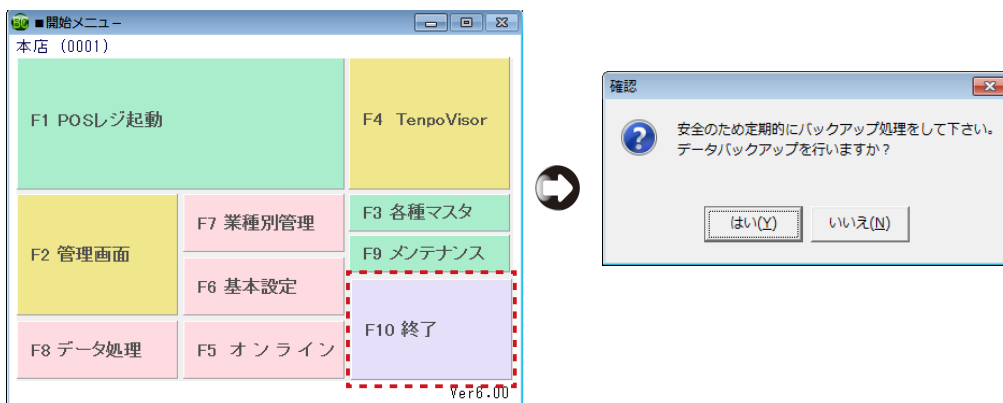 ■開始メニュー
本店 (0001)
F1 POSレジ起動
F4 TenpoVisor
F2 管理画面
F7 業種別管理
F3 各種マスタ
F9 メンテナンス
F6 基本設定
F10 終了
F8 データ処理
F5 オンライン
Ver6.00
確認
安全のため定期的にバックアップ処理をして下さい。
データバックアップを行いますか？
はい(Y)
いいえ(N)